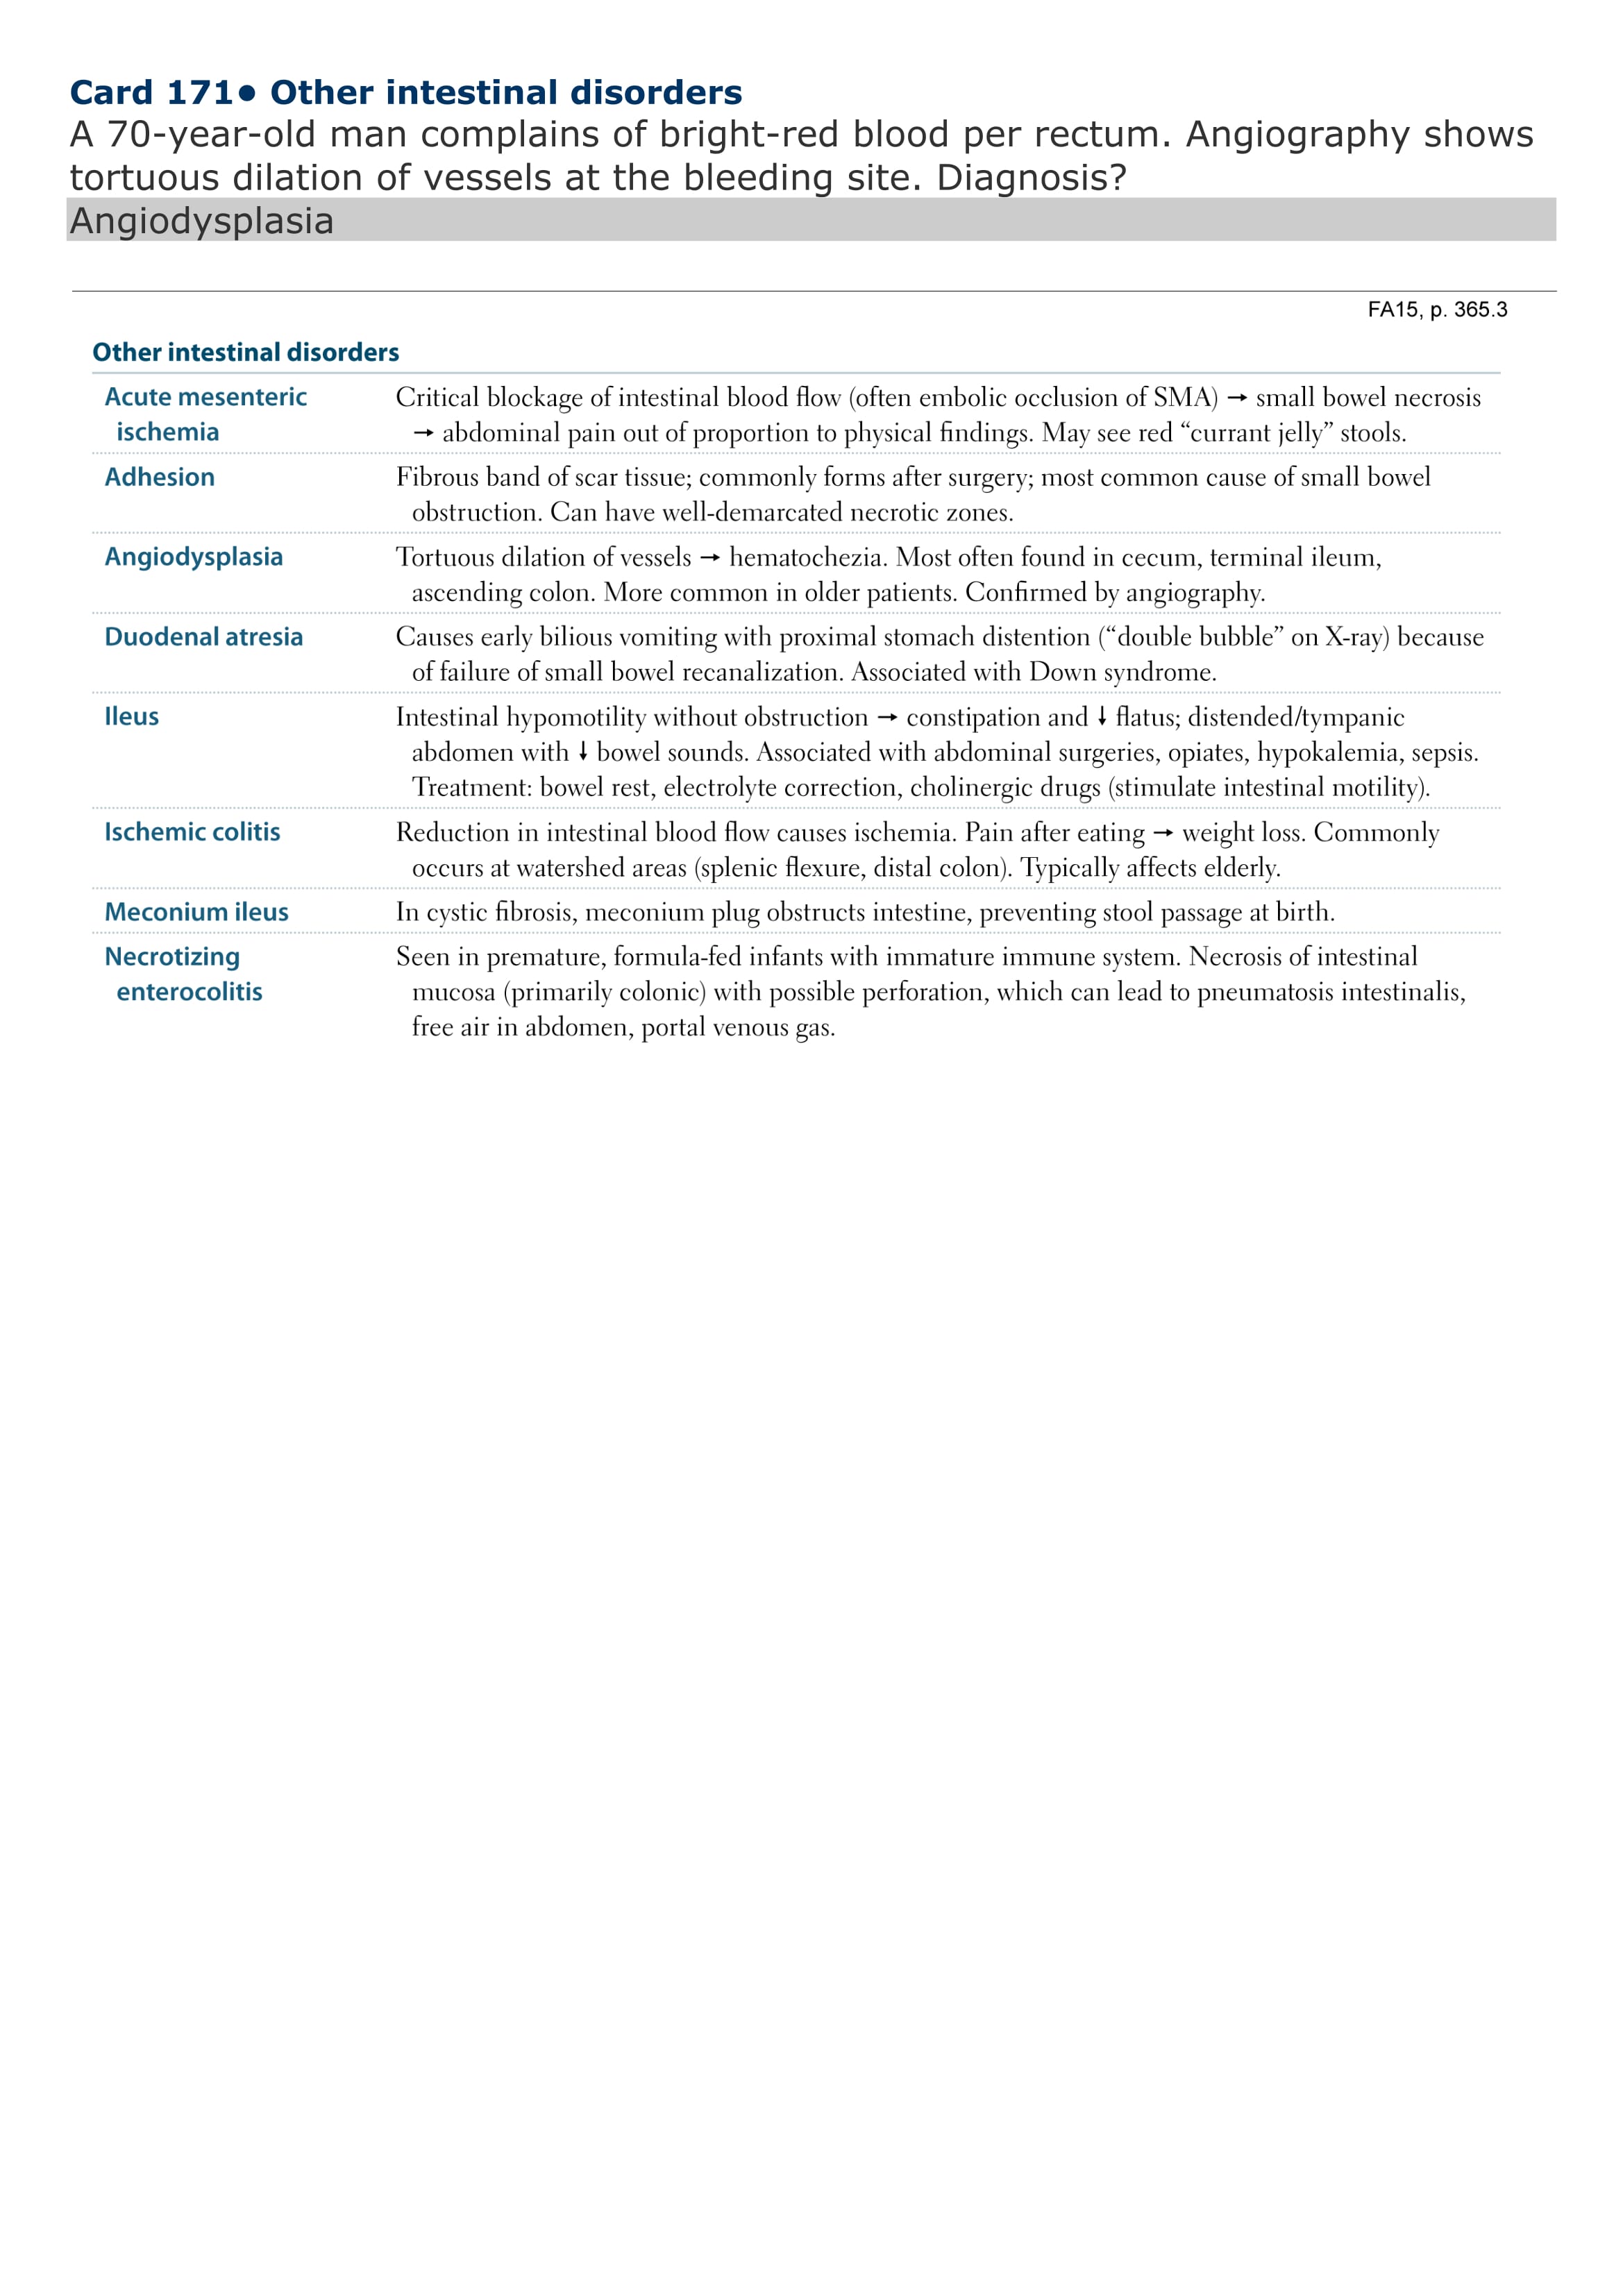 Card 171• Other intestinal disorders
A 70-year-old man complains of bright-red blood per rectum. Angiography shows
tortuous dilation of vessels at the bleeding site. Diagnosis?
Angiodysplasia
FA15, p. 365.3
Other intestinal disorders
Acute mesenteric
ischemia
Critical blockage of intestinal blood flow (often embolic occlusion of SMA) → small bowel necrosis
→ abdominal pain out of proportion to physical findings. May see red “currant jelly” stools.
Adhesion
Fibrous band of scar tissue; commonly forms after surgery; most common cause of small bowel
obstruction. Can have well-demarcated necrotic zones.
Angiodysplasia
Tortuous dilation of vessels → hematochezia. Most often found in cecum, terminal ileum,
ascending colon. More common in older patients. Confirmed by angiography.
Duodenal atresia
Causes early bilious vomiting with proximal stomach distention (“double bubble” on X-ray) because
of failure of small bowel recanalization. Associated with Down syndrome.
Ileus
Intestinal hypomotility without obstruction → constipation and ↓ flatus; distended/tympanic
abdomen with ↓ bowel sounds. Associated with abdominal surgeries, opiates, hypokalemia, sepsis.
Treatment: bowel rest, electrolyte correction, cholinergic drugs (stimulate intestinal motility).
Ischemic colitis
Reduction in intestinal blood flow causes ischemia. Pain after eating → weight loss. Commonly
occurs at watershed areas (splenic flexure, distal colon). Typically affects elderly.
Meconium ileus
In cystic fibrosis, meconium plug obstructs intestine, preventing stool passage at birth.
Necrotizing
enterocolitis
Seen in premature, formula-fed infants with immature immune system. Necrosis of intestinal
mucosa (primarily colonic) with possible perforation, which can lead to pneumatosis intestinalis,
free air in abdomen, portal venous gas.